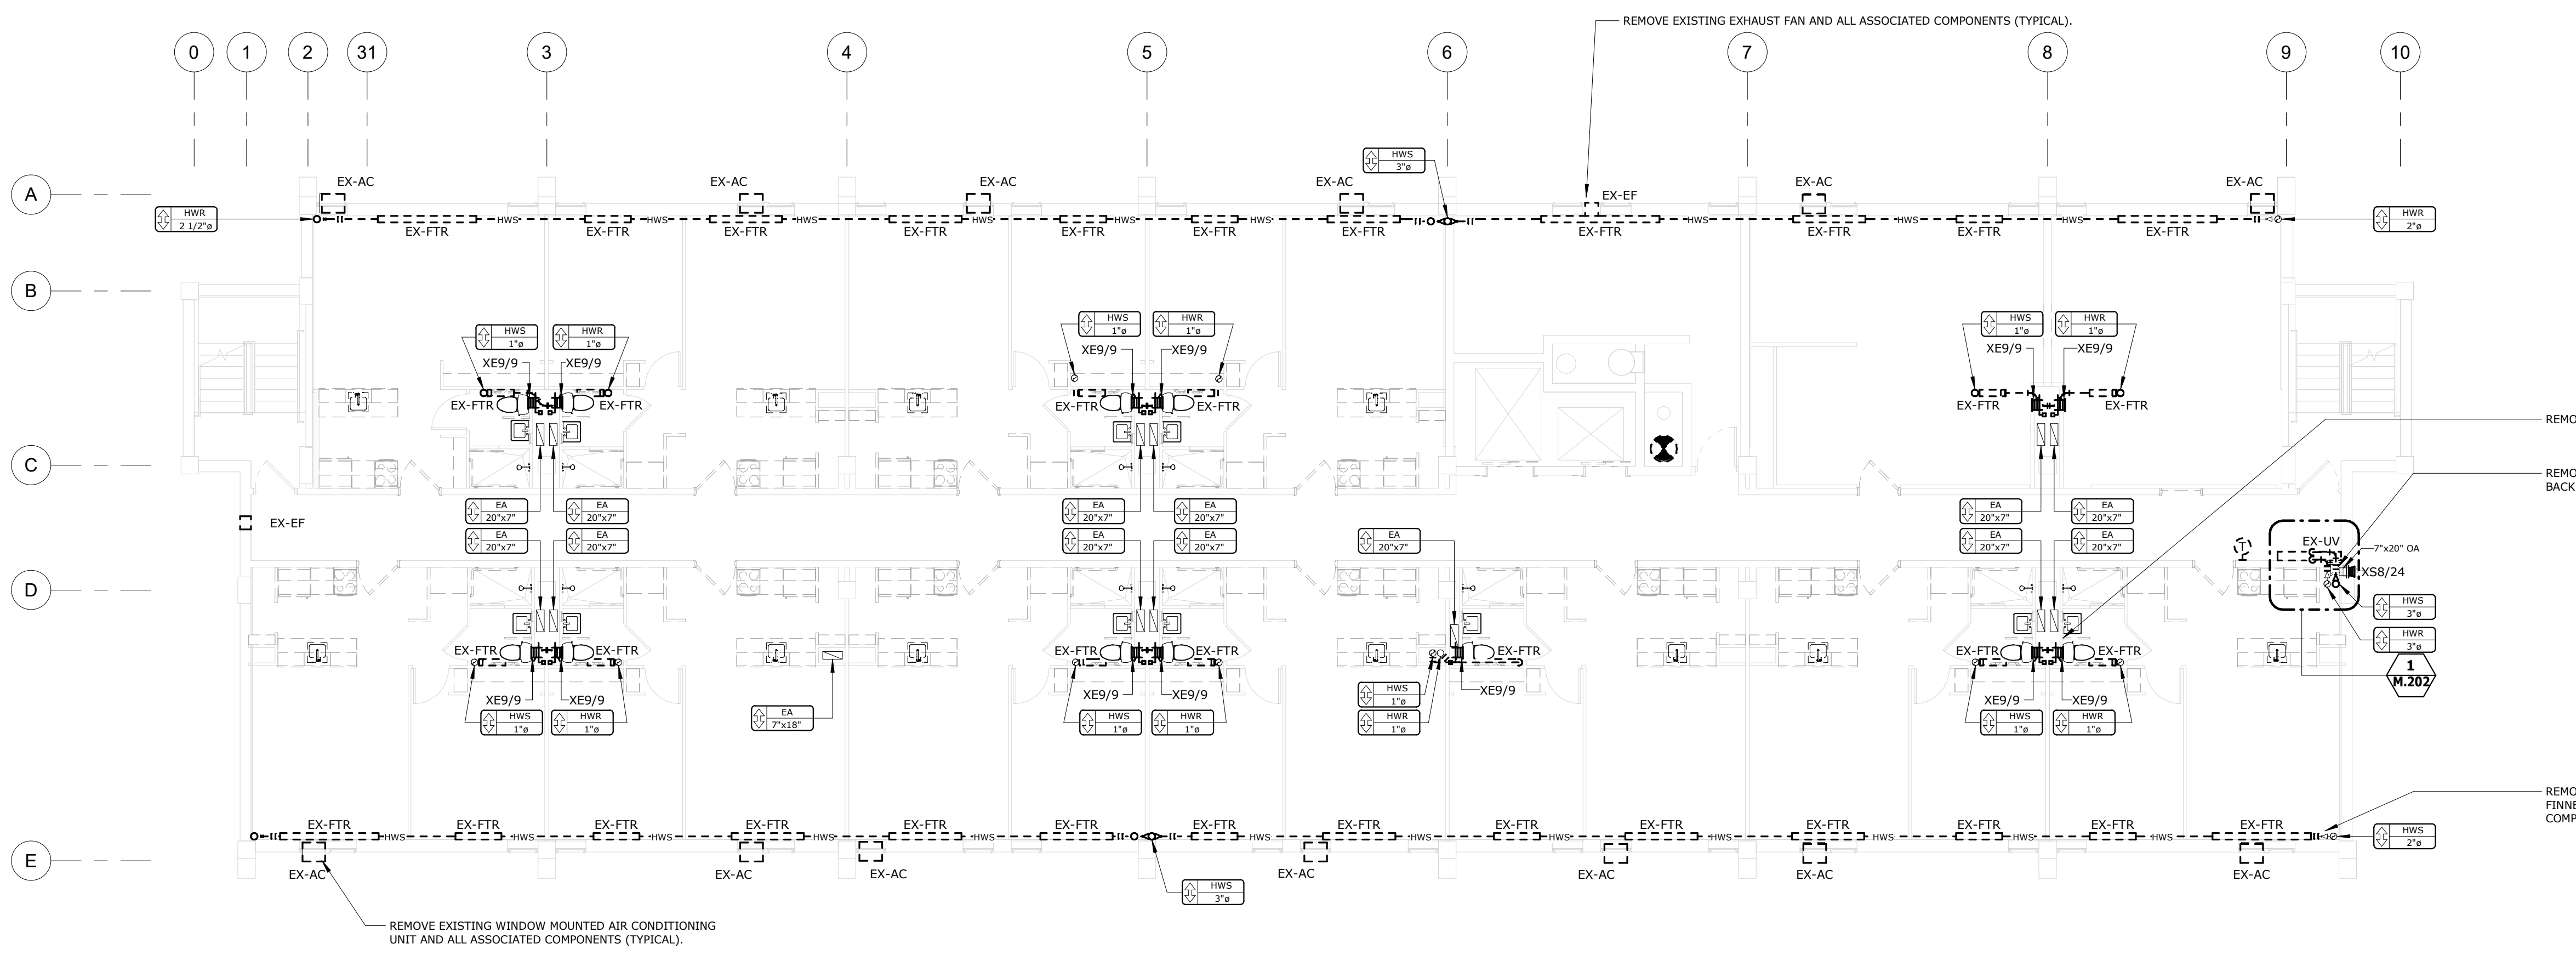 REMOVE EXISTING EXHAUST FAN AND ALL ASSOCIATED COMPONENTS (TYPICAL).
0 1 2 31 3 4 5 6 7 8 9 10
HWS
3"ø
EX-AC EX-AC EX-AC EX-AC EX-AC EX-AC
A
EX-EF
HWR
2 1/2"ø
HWS HWS HWS HWS HWS HWS HWS HWS HWS
HWR
2"ø
EX-FTR EX-FTR EX-FTR EX-FTR EX-FTR EX-FTR EX-FTR EX-FTR EX-FTR EX-FTR EX-FTR
B
HWS HWR HWS HWR HWS HWR
1"ø 1"ø 1"ø 1"ø 1"ø 1"ø
XE9/9 XE9/9 XE9/9 XE9/9 XE9/9 XE9/9
EX-FTR EX-FTR EX-FTR EX-FTR EX-FTR EX-FTR
REMO
C
REMO
BACK
EA EA EA EA EA EA
20"x7" 20"x7" 20"x7" 20"x7" 20"x7" 20"x7"
EX-EF
EA EA EA EA EA EA EA
20"x7" 20"x7" 20"x7" 20"x7" 20"x7" 20"x7" 20"x7"
T
EX-UV
7"x20" OA
XS8/24
D
HWS
3"ø
HWR
3"ø
EX-FTR EX-FTR EX-FTR EX-FTR EX-FTR EX-FTR EX-FTR
1
M.202
XE9/9 XE9/9 XE9/9 XE9/9 XE9/9 XE9/9 XE9/9
HWS
1"ø
HWR
1"ø
EA
7"x18"
HWS HWR HWS HWR HWS HWR
1"ø 1"ø 1"ø 1"ø 1"ø 1"ø
REMO
FINNE
COMP
EX-FTR EX-FTR EX-FTR EX-FTR EX-FTR EX-FTR EX-FTR EX-FTR EX-FTR EX-FTR EX-FTR EX-FTR EX-FTR EX-FTR
HWS HWS HWS HWS HWS HWS HWS HWS HWS HWS HWS HWS
HWS
2"ø
E
EX-AC EX-AC EX-AC EX-AC EX-AC EX-AC EX-AC
HWS
3"ø
REMOVE EXISTING WINDOW MOUNTED AIR CONDITIONING
UNIT AND ALL ASSOCIATED COMPONENTS (TYPICAL).